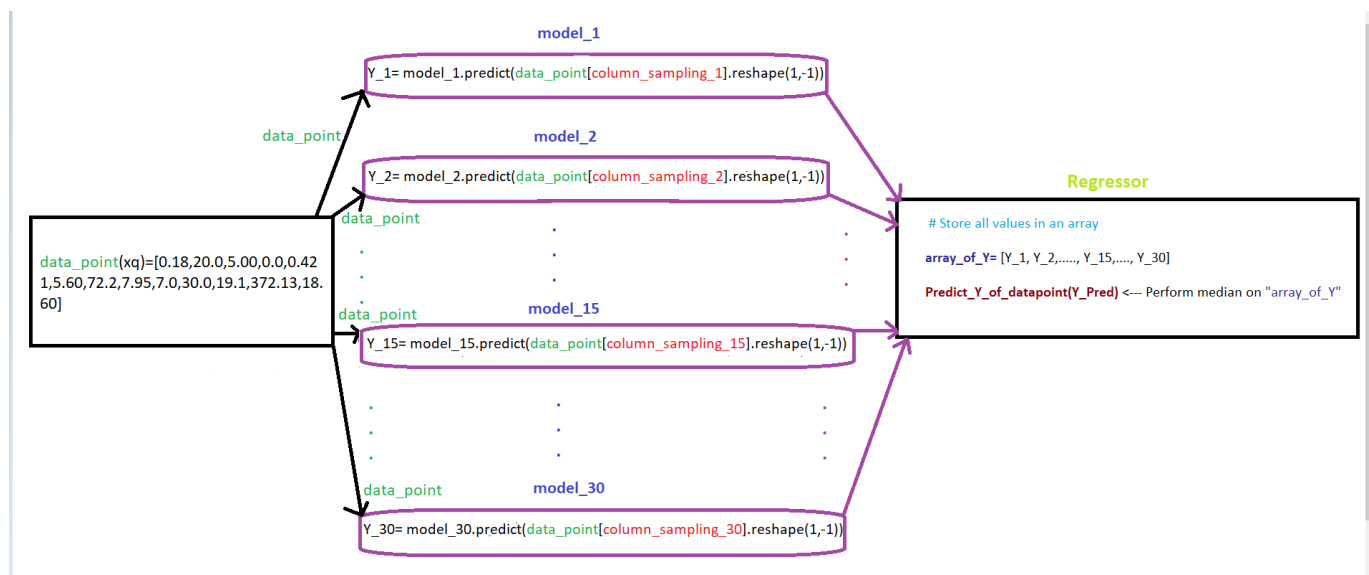 model_1
Y_1= model_1.predict(data_point[column_sampling_1].reshape(1,-1))
data_point
model_2
Y_2= model_2.predict(data_point[column_sampling_2].reshape(1,-1))
data_point
data_point(xq)=[0.18,20.0,5.00,0.0,0.42
1,5.60,72.2,7.95,7.0,30.0,19.1,372.13,18.
60]
data_point
model_15
Y_15= model_15.predict(data_point[column_sampling_15].reshape(1,-1))
data_point
model_30
Y_30= model_30.predict(data_point[column_sampling_30].reshape(1,-1))
Regressor
# Store all values in an array
array_of_Y= [Y_1, Y_2,....., Y_15,...., Y_30]
Predict_Y_of_datapoint(Y_Pred) <--- Perform median on "array_of_Y"